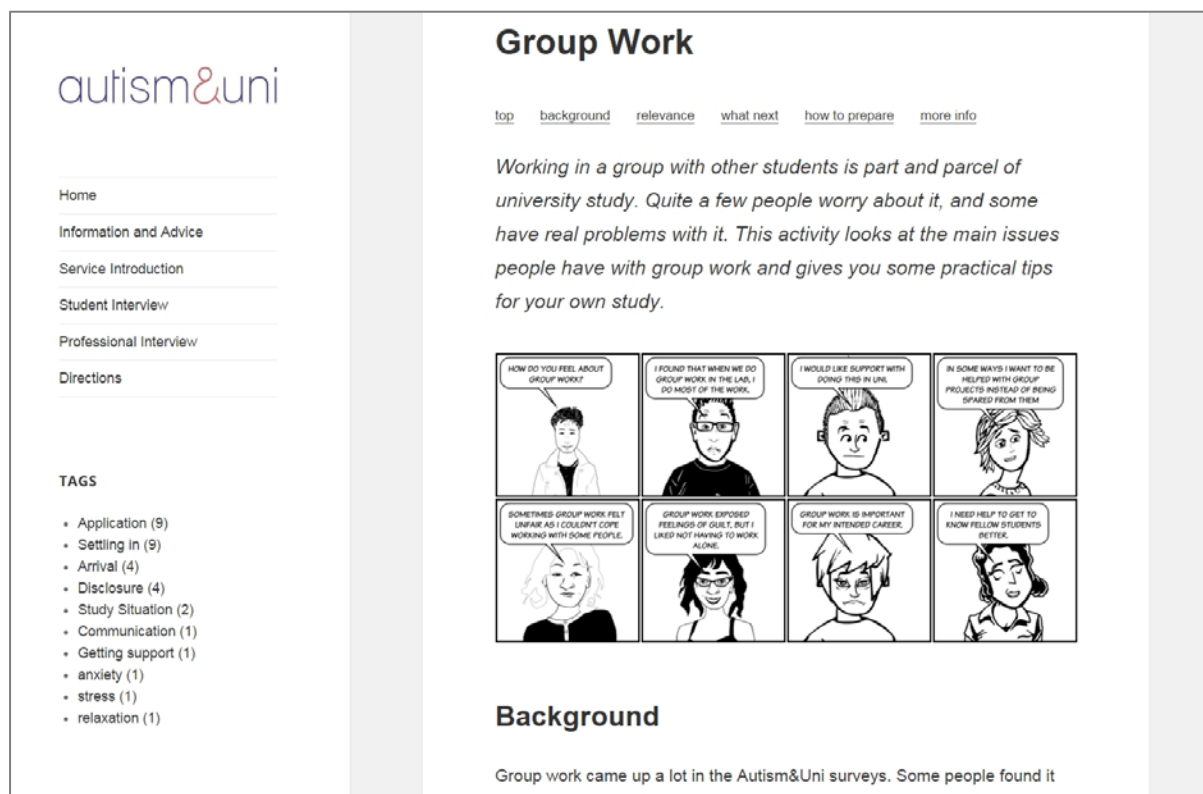 autism&uni
Home
Information and Advice
Service Introduction
Student Interview
Professional Interview
Directions
TAGS
Application (9)
Settling in (9)
Arrival (4)
Disclosure (4)
Study Situation (2)
Communication (1)
Getting support (1)
anxiety (1)
stress (1)
relaxation (1)
Group Work
top background relevance what next how to prepare more info
Working in a group with other students is part and parcel of
university study. Quite a few people worry about it, and some
have real problems with it. This activity looks at the main issues
people have with group work and gives you some practical tips
for your own study.
HOW DO YOU FEEL ABOUT
GROUP WORK?
I FOUND THAT WHEN WE DO
GROUP WORK IN THE LAB, I
DO MOST OF THE WORK.
I WOULD LIKE SUPPORT WITH
DOING THIS IN UNI.
IN SOME WAYS I WANT TO BE
HELPED WITH GROUP
PROJECTS INSTEAD OF BEING
SPARED FROM THEM
SOMETIMES GROUP WORK FELT
UNFAIR AS I COULDN'T COPE
WORKING WITH SOME PEOPLE.
GROUP WORK EXPOSED
FEELINGS OF GUILT, BUT I
LIKED NOT HAVING TO WORK
ALONE.
GROUP WORK IS IMPORTANT
FOR MY INTENDED CAREER.
I NEED HELP TO GET TO
KNOW FELLOW STUDENTS
BETTER.
Background
Group work came up a lot in the Autism&Uni surveys. Some people found it